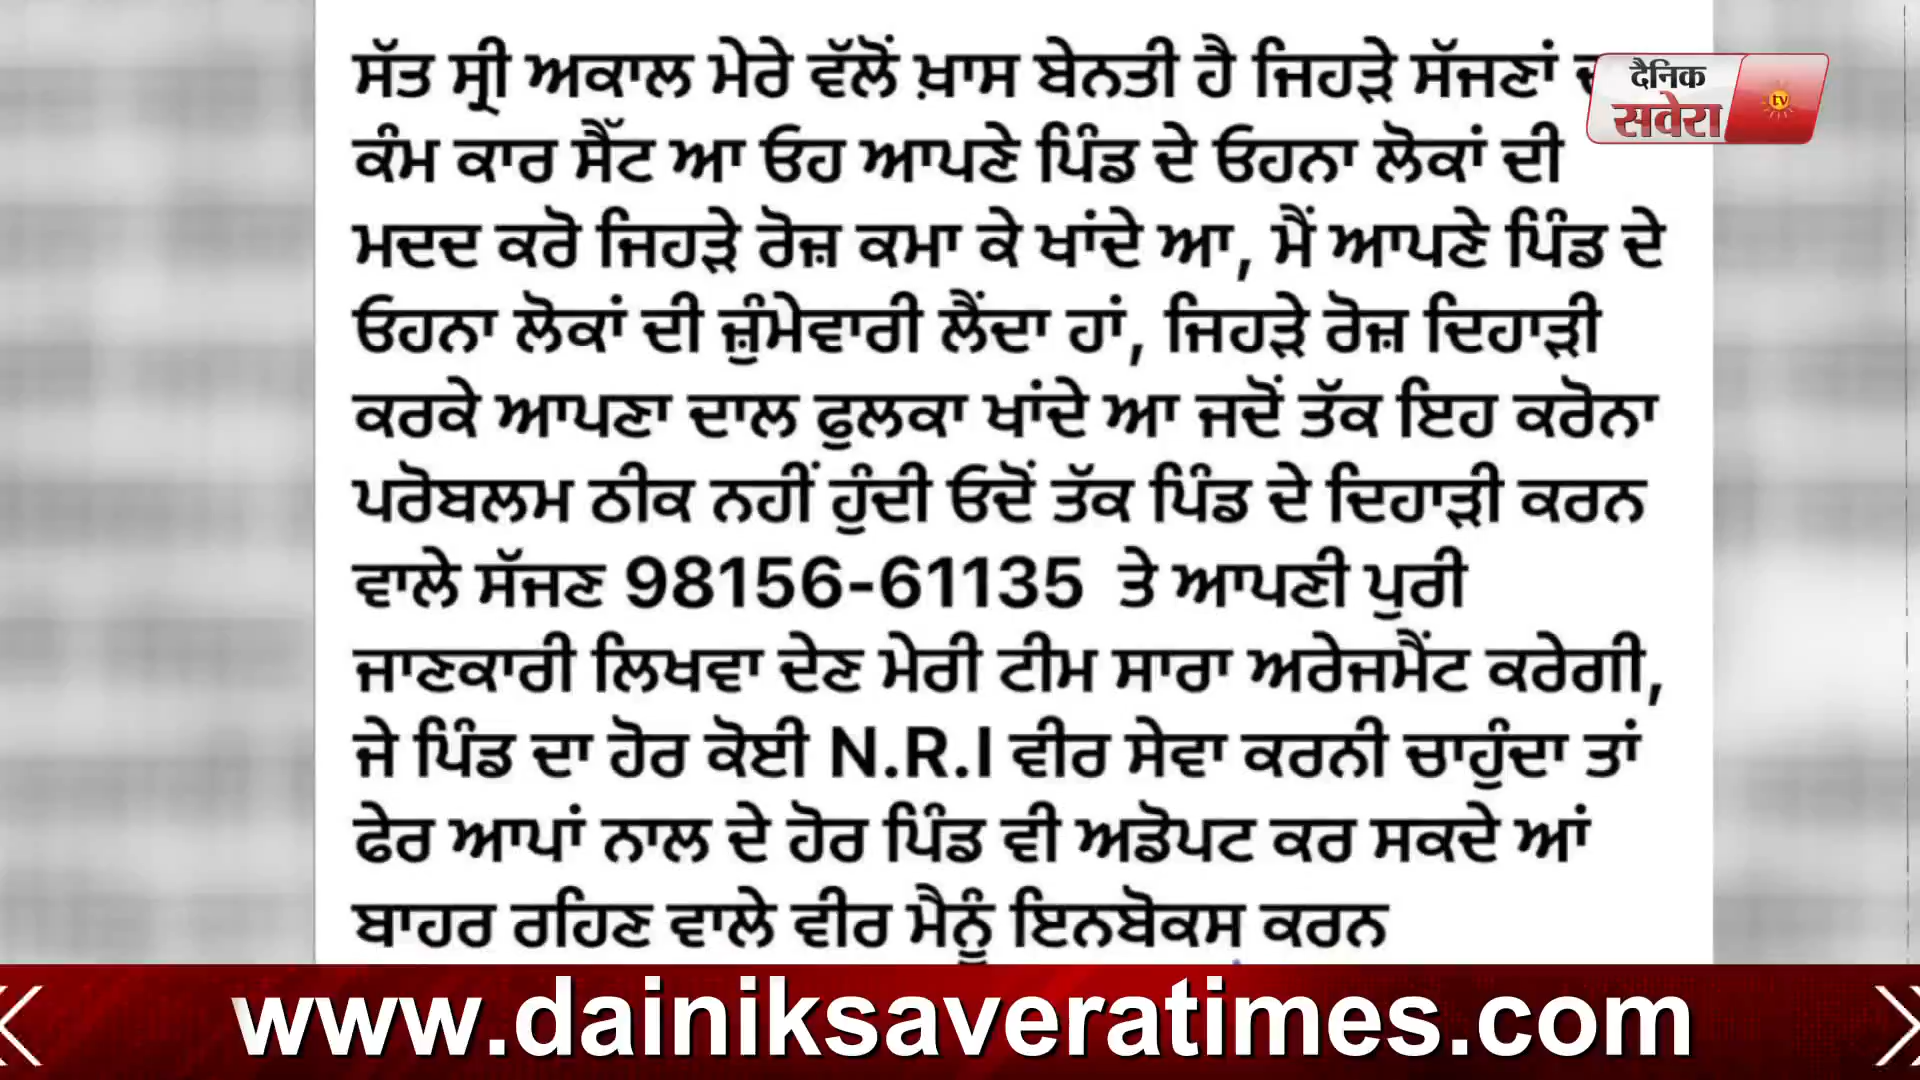 ਸੱਤ ਸ੍ਰੀ ਅਕਾਲ ਮੇਰੇ ਵੱਲੋਂ ਖ਼ਾਸ ਬੇਨਤੀ ਹੈ ਜਿਹੜੇ ਸੱਜਣਾਂ
दैनिक
सवेरा
tv
ਕੰਮ ਕਾਰ ਸੈੱਟ ਆ ਓਹ ਆਪਣੇ ਪਿੰਡ ਦੇ ਓਹਨਾ ਲੋਕਾਂ ਦੀ
ਮਦਦ ਕਰੋ ਜਿਹੜੇ ਰੋਜ਼ ਕਮਾ ਕੇ ਖਾਂਦੇ ਆ, ਮੈਂ ਆਪਣੇ ਪਿੰਡ ਦੇ
ਓਹਨਾ ਲੋਕਾਂ ਦੀ ਜ਼ੁੰਮੇਵਾਰੀ ਲੈਂਦਾ ਹਾਂ, ਜਿਹੜੇ ਰੋਜ਼ ਦਿਹਾੜੀ
ਕਰਕੇ ਆਪਣਾ ਦਾਲ ਫੁਲਕਾ ਖਾਂਦੇ ਆ ਜਦੋਂ ਤੱਕ ਇਹ ਕਰੋਨਾ
ਪਰੋਬਲਮ ਠੀਕ ਨਹੀਂ ਹੁੰਦੀ ਓਦੋਂ ਤੱਕ ਪਿੰਡ ਦੇ ਦਿਹਾੜੀ ਕਰਨ
ਵਾਲੇ ਸੱਜਣ 98156-61135 ਤੇ ਆਪਣੀ ਪੁਰੀ
ਜਾਣਕਾਰੀ ਲਿਖਵਾ ਦੇਣ ਮੇਰੀ ਟੀਮ ਸਾਰਾ ਅਰੇਜਮੈਂਟ ਕਰੇਗੀ,
ਜੇ ਪਿੰਡ ਦਾ ਹੋਰ ਕੋਈ N.R.I ਵੀਰ ਸੇਵਾ ਕਰਨੀ ਚਾਹੁੰਦਾ ਤਾਂ
ਫੇਰ ਆਪਾਂ ਨਾਲ ਦੇ ਹੋਰ ਪਿੰਡ ਵੀ ਅਡੋਪਟ ਕਰ ਸਕਦੇ ਆਂ
ਬਾਹਰ ਰਹਿਣ ਵਾਲੇ ਵੀਰ ਮੈਨੂੰ ਇਨਬੋਕਸ ਕਰਨ
www.dainiksaveratimes.com